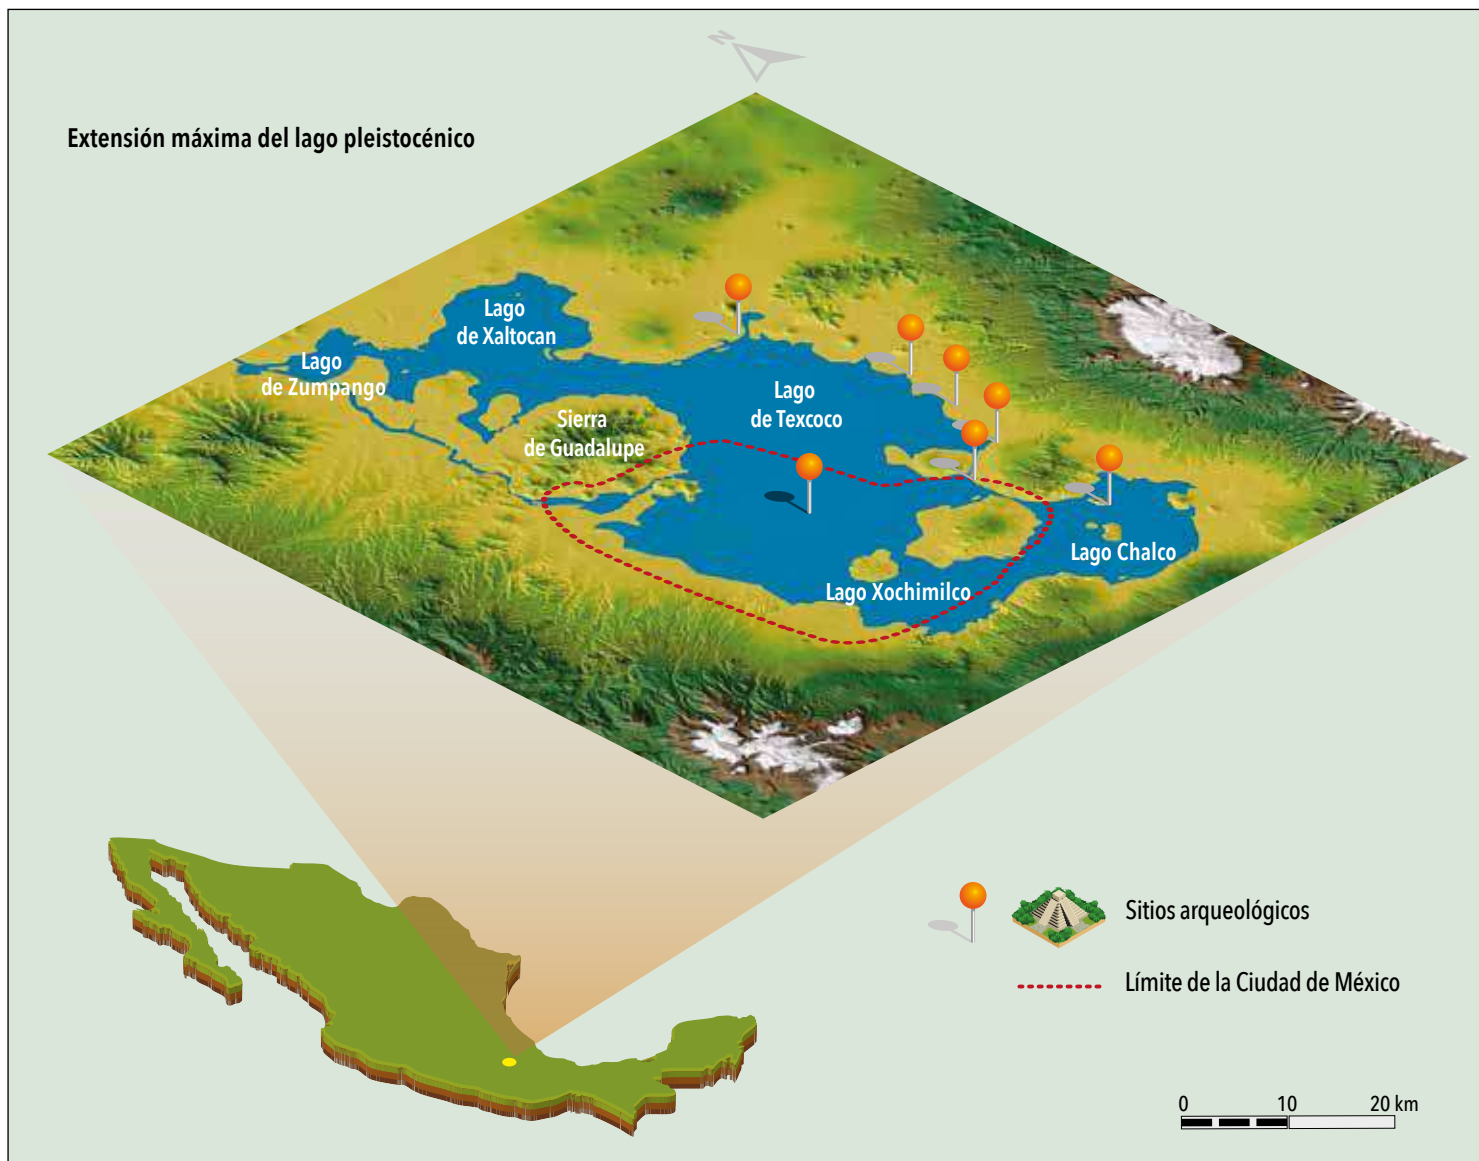 N
Extensión máxima del lago pleistocénico
Lago
de Xaltocan
Lago
de Zumpango
Lago
de Texcoco
Sierra
de Guadalupe
Lago Chalco
Lago Xochimilco
Sitios arqueológicos
Límite de la Ciudad de México
0 10 20 km